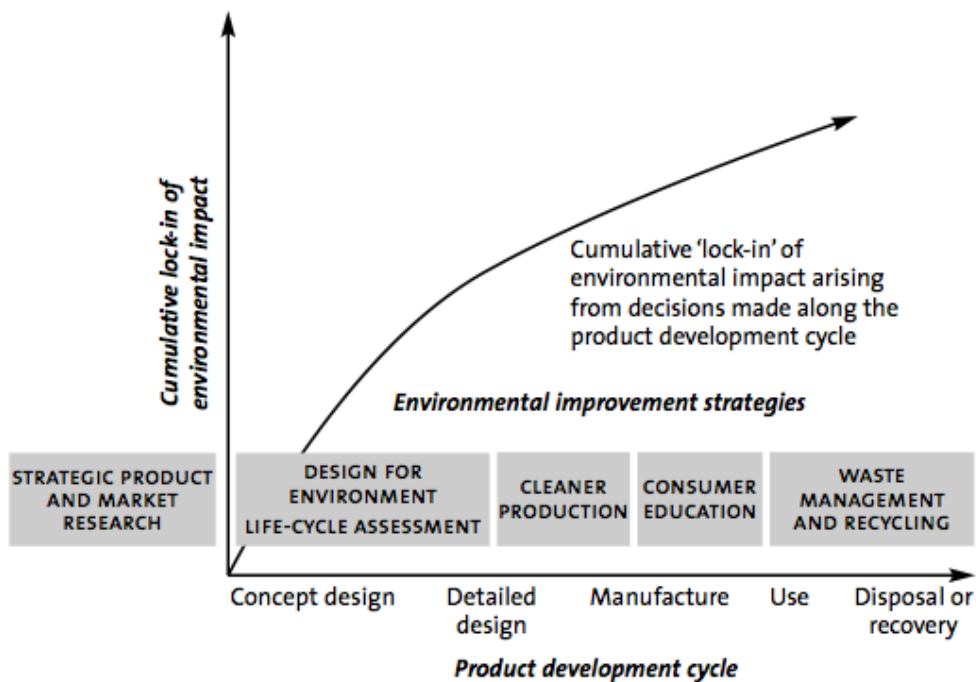 Cumulative lock-in of
environmental impact
Cumulative ‘lock-in’ of
environmental impact arising
from decisions made along the
product development cycle
Environmental improvement strategies
STRATEGIC PRODUCT
AND MARKET
RESEARCH
DESIGN FOR
ENVIRONMENT
LIFE-CYCLE ASSESSMENT
CLEANER
PRODUCTION
CONSUMER
EDUCATION
WASTE
MANAGEMENT
AND RECYCLING
Concept design
Detailed
design
Manufacture
Use
Disposal or
recovery
Product development cycle